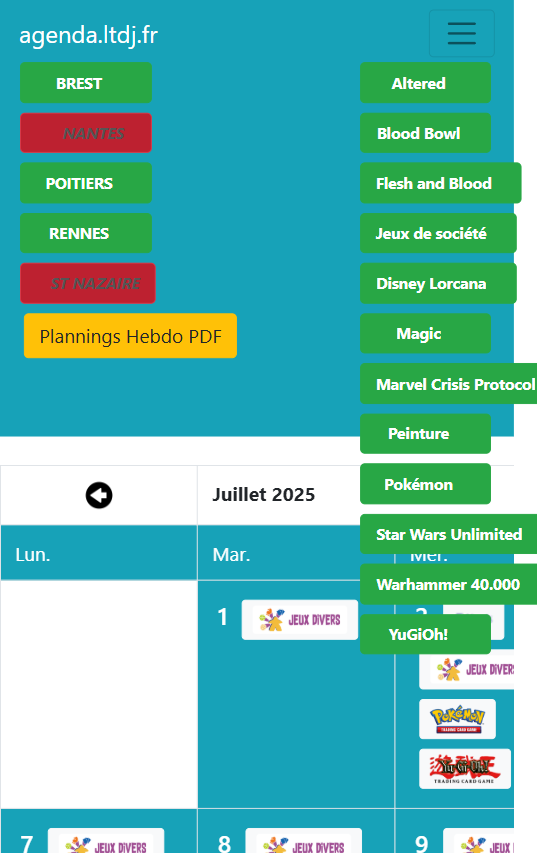 agenda.ltdj.fr
BREST
NANTES
POITIERS
RENNES
ST NAZAIRE
Plannings Hebdo PDF
Altered
Blood Bowl
Flesh and Blood
Jeux de société
Disney Lorcana
Magic
Marvel Crisis Protocol
Peinture
Pokémon
Star Wars Unlimited
Warhammer 40.000
YuGiOh!
Juillet 2025
Lun.
Mar.
Mer.
1 JEUX DIVERS
2
JEUX DIVERS
Pokémon
TRADING CARD GAME
Yu-Gi-Oh!
TRADING CARD GAME
7 JEUX DIVERS
8 JEUX DIVERS
9 JEUX DIV